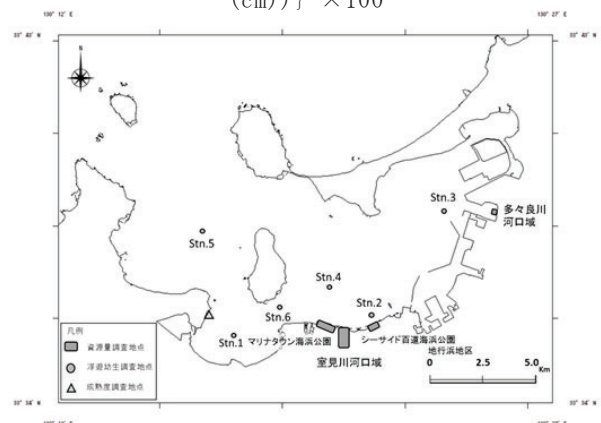 (cm))} ×100
130° 12′ E
130° 27′ E
33° 40′ N
33° 40′ N
N
Stn.3
多々良川
河口域
Stn.5
Stn.4
Stn.2
Stn.6
Stn.1
マリナタウン海浜公園
シーサイド百道海浜公園
地行浜地区
室見川河口域
凡例
資源量調査地点
浮遊幼生調査地点
成熟度調査地点
0 2.5 5.0
Km
33° 34′ N
33° 34′ N